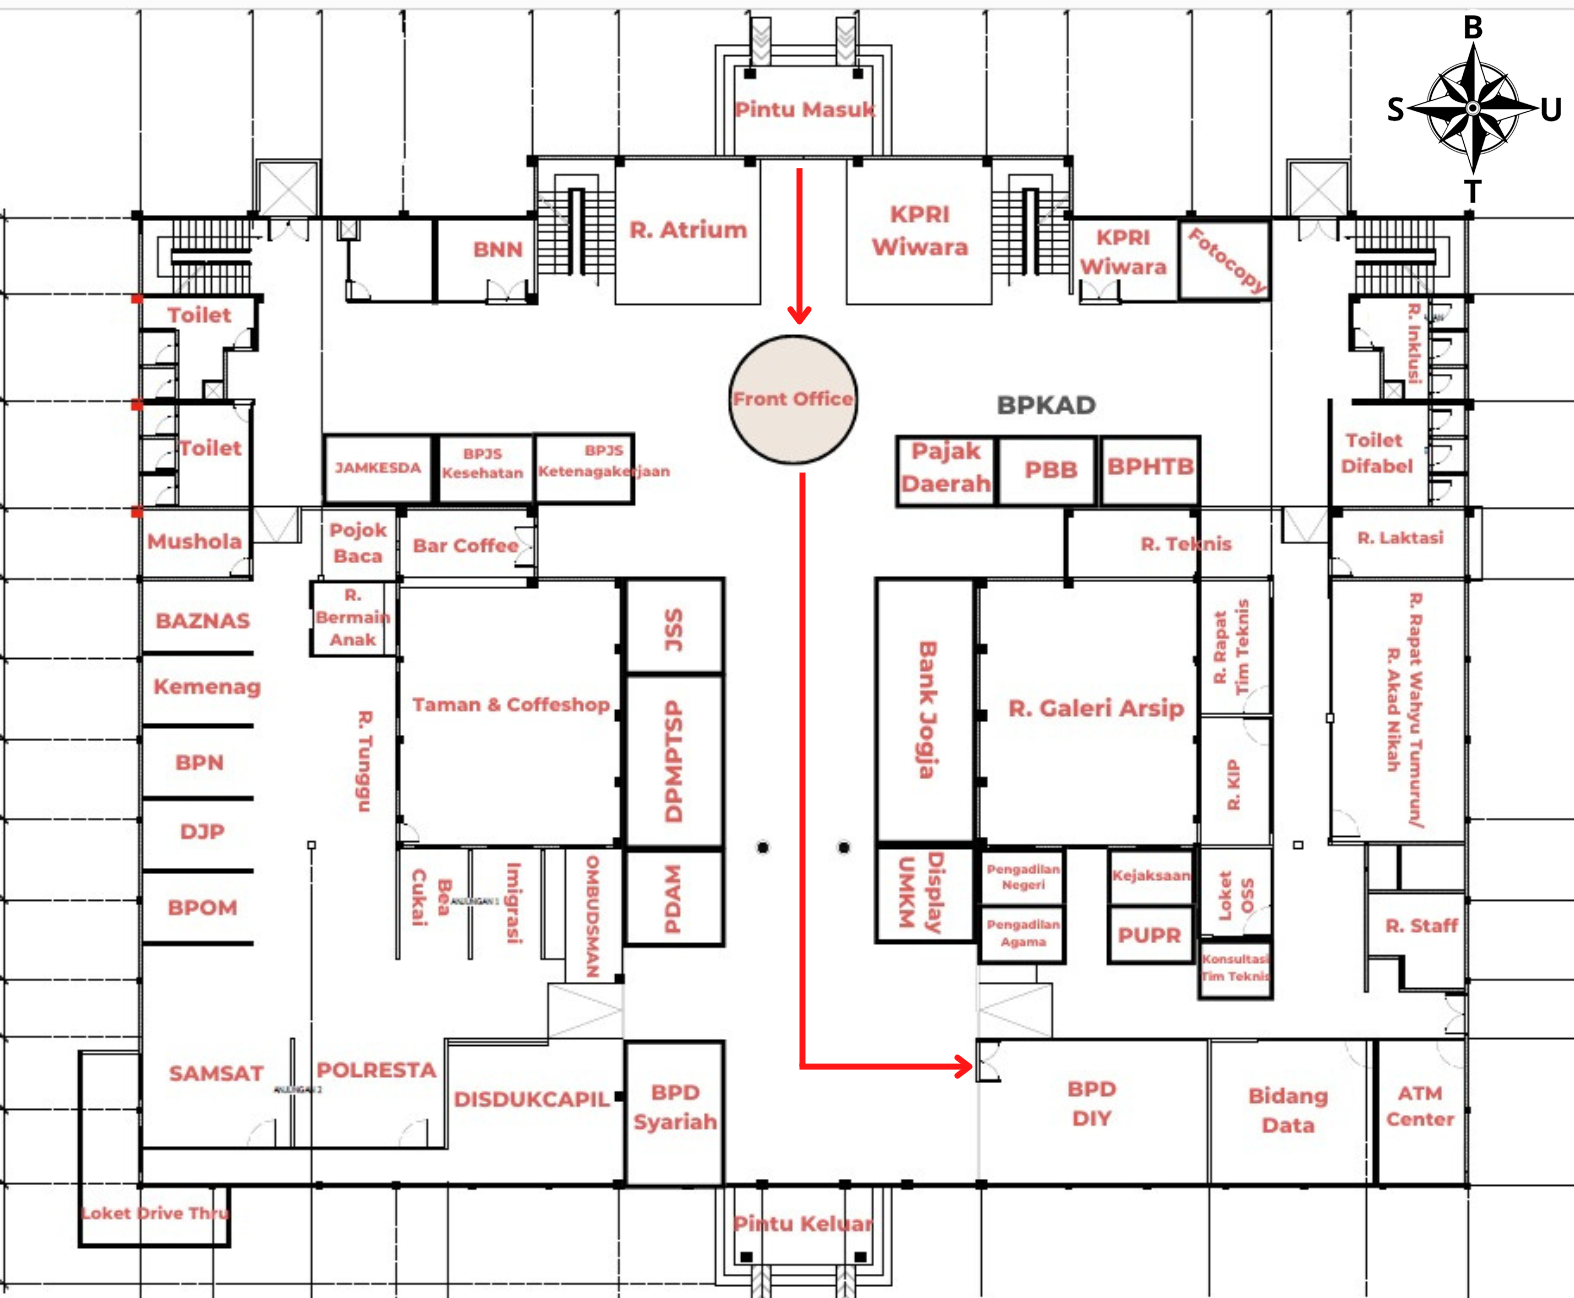 B
S
U
T
Pintu Masuk
R. Atrium
KPRI
Wiwara
BNN
KPRI
Wiwara
Fotocopy
Toilet
R. Inklusi
Front Office
BPKAD
Toilet
JAMKESDA
BPJS
Kesehatan
BPJS
Ketenagakerjaan
Pajak
Daerah
PBB
BPHTB
Toilet
Difabel
Mushola
Pojok
Baca
Bar Coffee
R. Teknis
R. Laktasi
BAZNAS
R.
Bermain
Anak
JSS
Bank Jogja
R. Rapat
Tim Teknis
R. Rapat Wahyu Tumurun/
R. Akad Nikah
Kemenag
Taman & Coffeshop
R. Galeri Arsip
R. Tunggu
DPMPTSP
BPN
R. KIP
DJP
BPOM
Bea
Cukai
ANJUNGAN 1
Imigrasi
OMBUDSMAN
PDAM
Display
UMKM
Pengadilan
Negeri
Kejaksaan
Loket
OSS
Pengadilan
Agama
PUPR
R. Staff
Konsultasi
Tim Teknis
SAMSAT
ANJUNGAN 2
POLRESTA
DISDUKCAPIL
BPD
Syariah
BPD
DIY
Bidang
Data
ATM
Center
Loket Drive Thru
Pintu Keluar